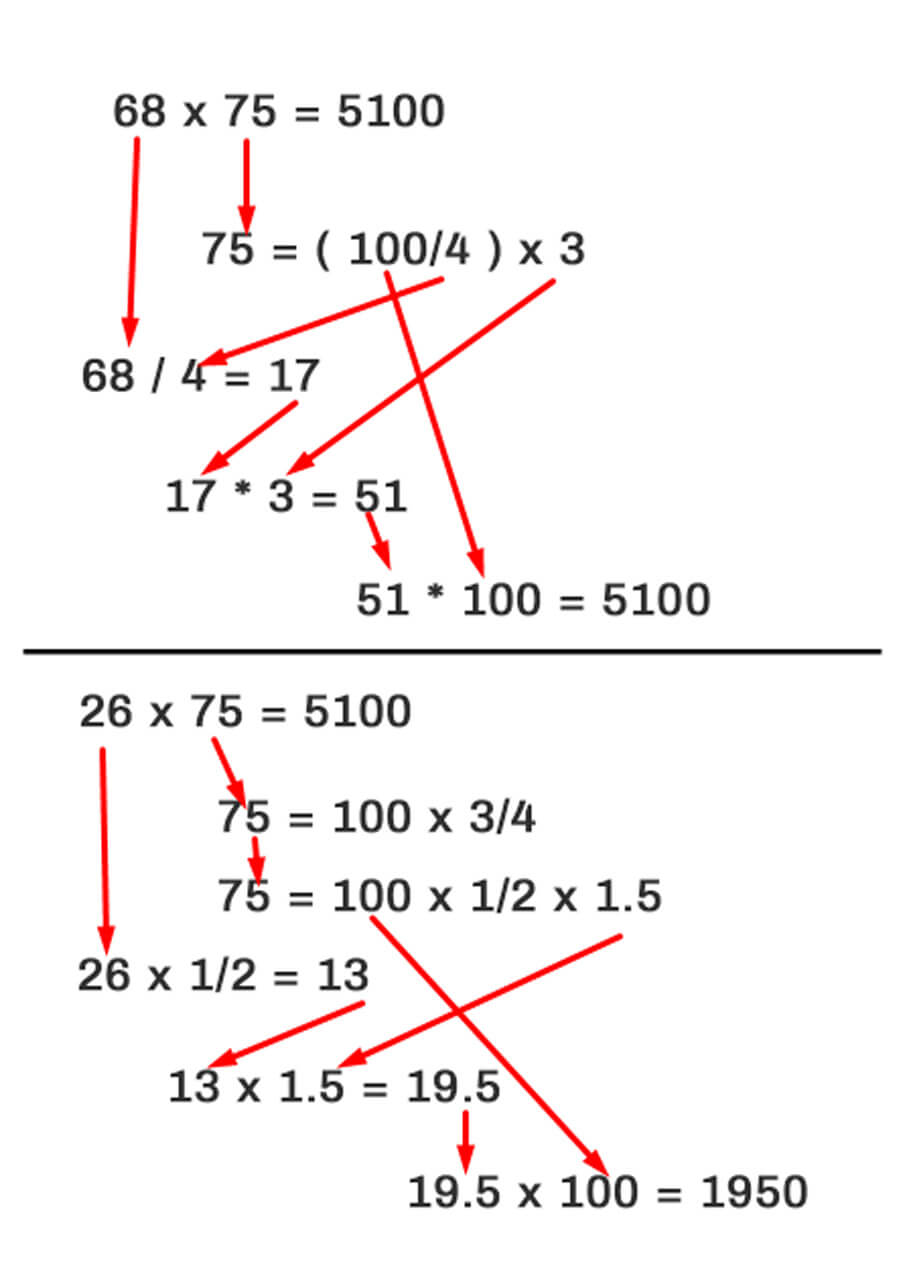 68 x 75 = 5100
75 = ( 100/4 ) x 3
68 / 4 = 17
17 * 3 = 51
51 * 100 = 5100
26 x 75 = 5100
75 = 100 x 3/4
75 = 100 x 1/2 x 1.5
26 x 1/2 = 13
13 x 1.5 = 19.5
19.5 x 100 = 1950